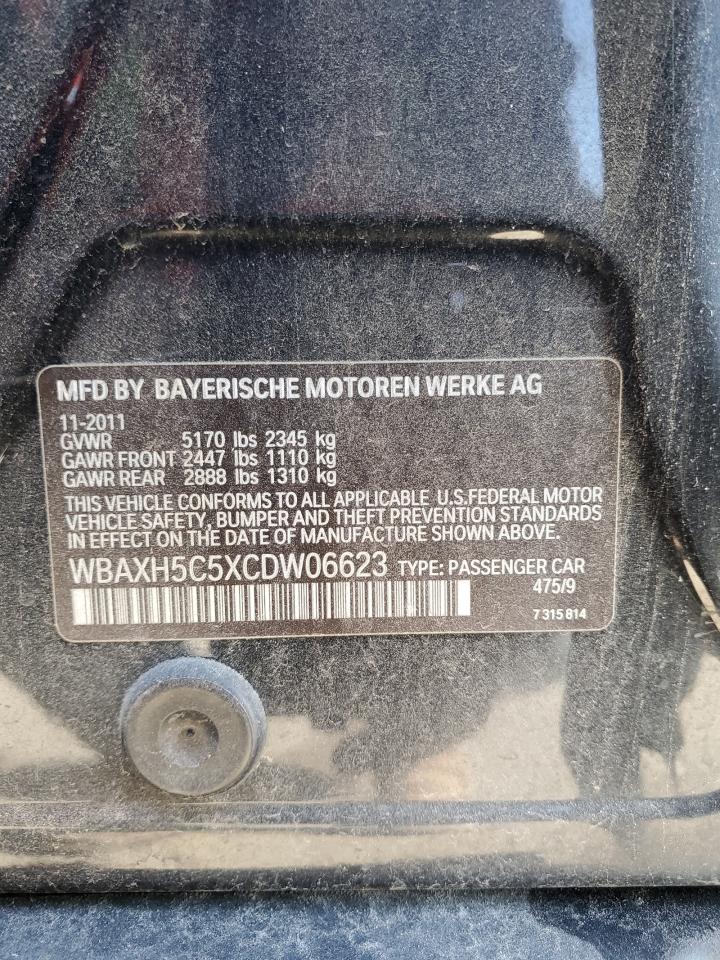 MFD BY BAYERISCHE MOTOREN WERKE AG
11-2011
GVWR 5170 lbs 2345 kg
GAWR FRONT 2447 lbs 1110 kg
GAWR REAR 2888 lbs 1310 kg
THIS VEHICLE CONFORMS TO ALL APPLICABLE U.S.FEDERAL MOTOR
VEHICLE SAFETY, BUMPER AND THEFT PREVENTION STANDARDS
IN EFFECT ON THE DATE OF MANUFACTURE SHOWN ABOVE.
WBAXH5C5XCDW06623 TYPE: PASSENGER CAR
475/9
7 315 814